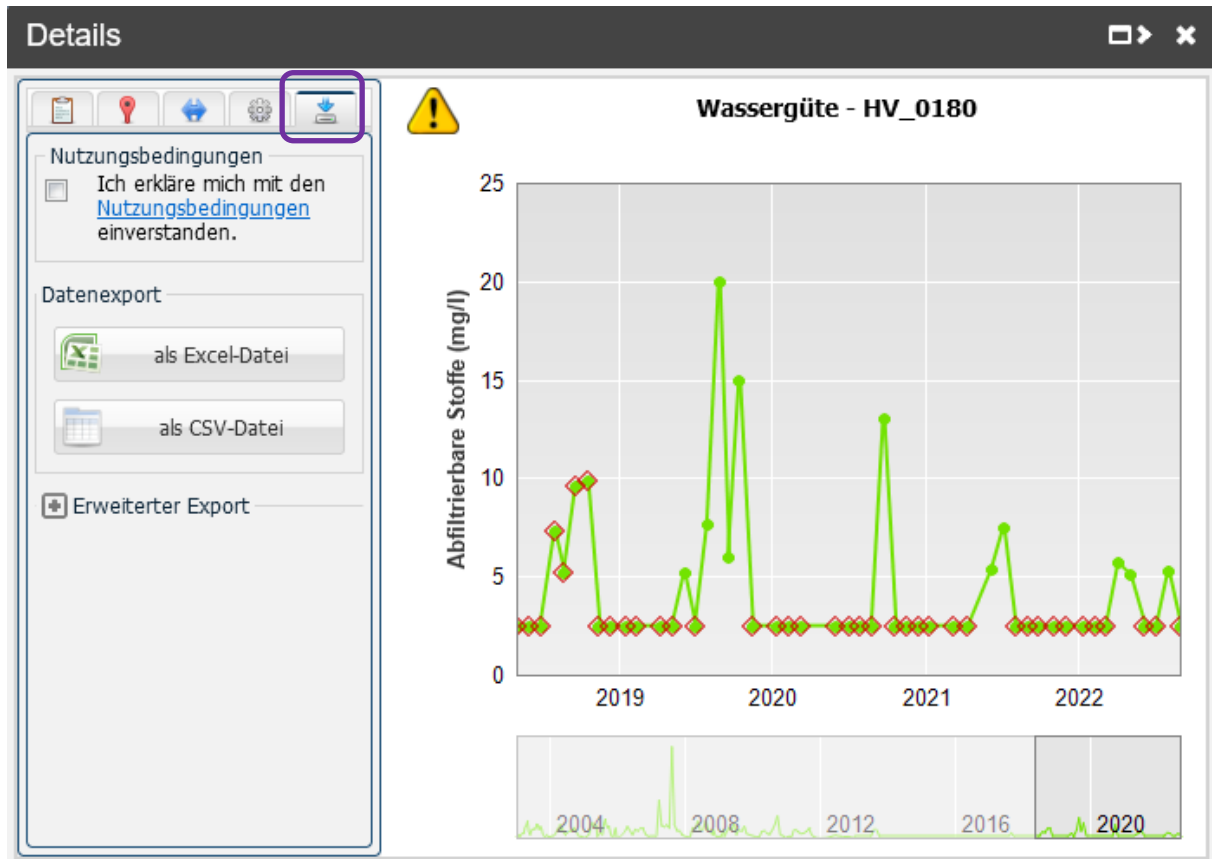 Details
Nutzungsbedingungen
Ich erkläre mich mit den
Nutzungsbedingungen
einverstanden.
Datenexport
als Excel-Datei
als CSV-Datei
Erweiterter Export
Wassergüte - HV_0180
Abfiltrierbare Stoffe (mg/l)
25
20
15
10
5
0
2019 2020 2021 2022
2004 2008 2012 2016 2020